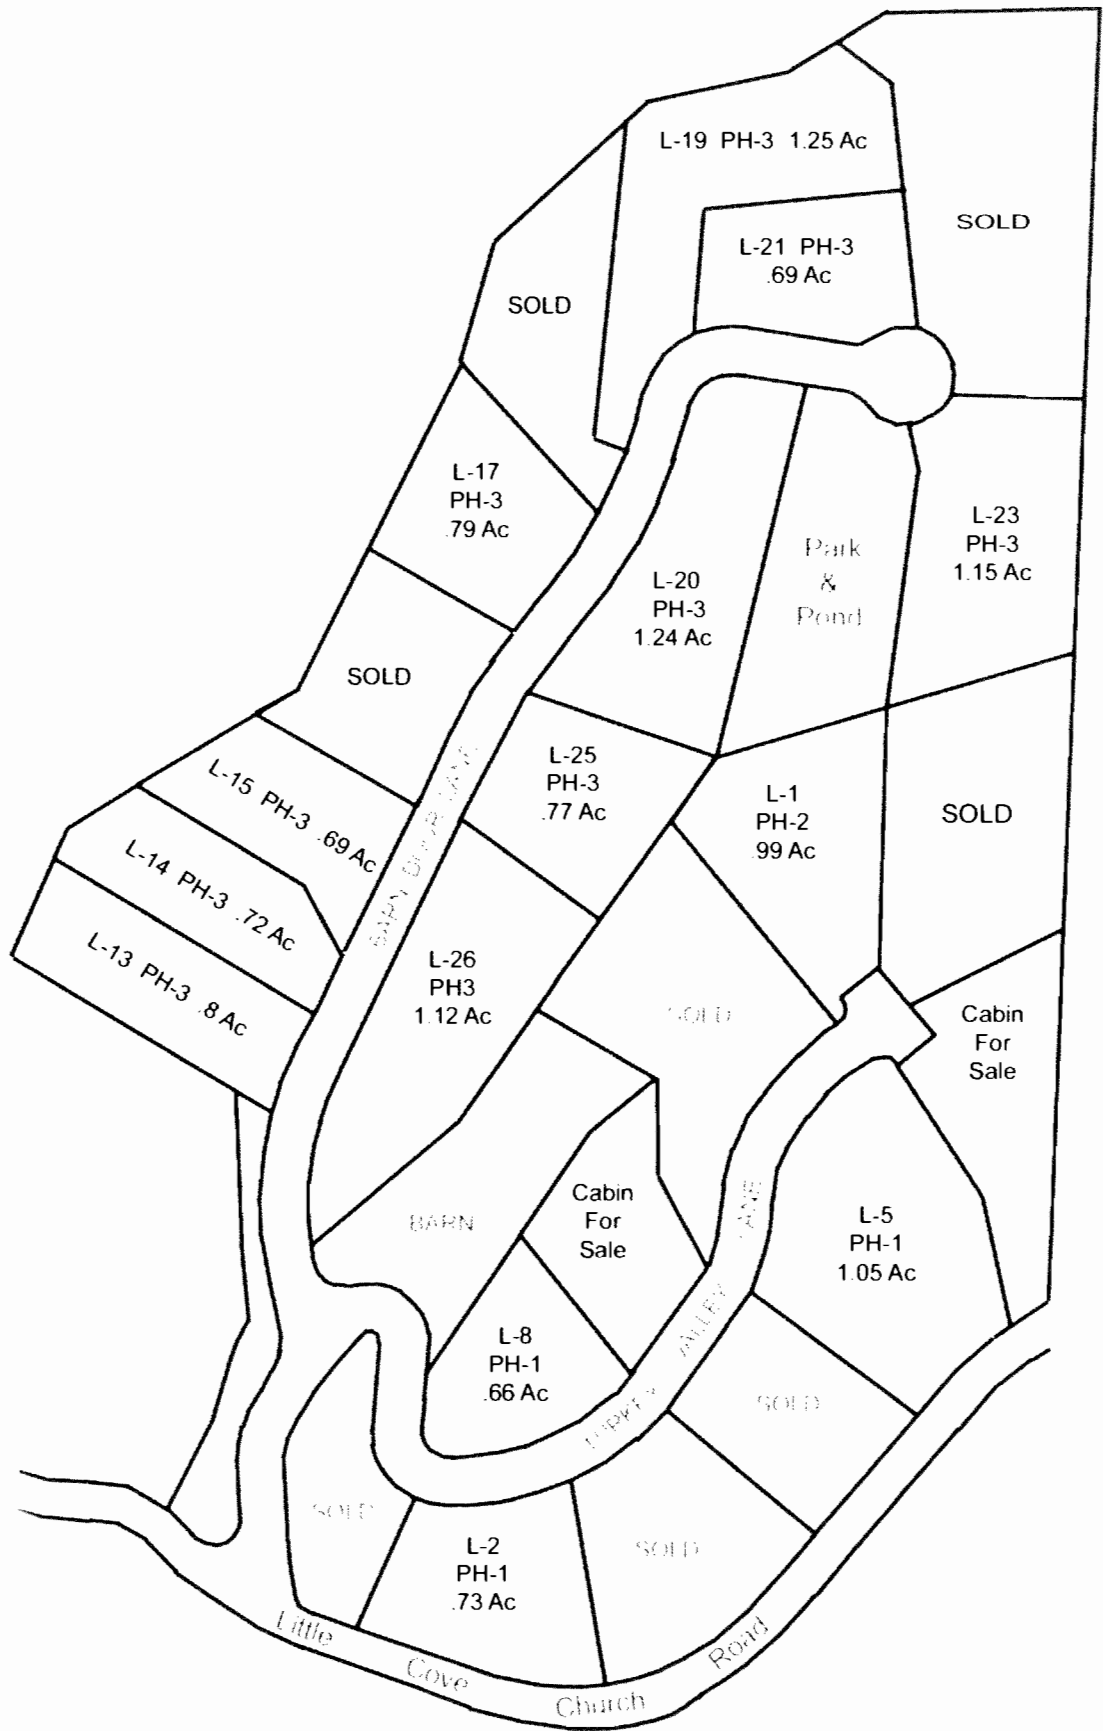 L-19 PH-3 1.25 Ac
SOLD
L-21 PH-3
.69 Ac
SOLD
L-17
PH-3
.79 Ac
L-23
PH-3
1.15 Ac
Park
&
Pond
L-20
PH-3
1.24 Ac
SOLD
L-25
PH-3
.77 Ac
L-15 PH-3 .69 Ac
L-1
PH-2
.99 Ac
SOLD
L-14 PH-3 .72 Ac
L-13 PH-3 .8 Ac
L-26
PH3
1.12 Ac
SOLD
Cabin
For
Sale
Cabin
For
Sale
BARN
L-5
PH-1
1.05 Ac
L-8
PH-1
.66 Ac
TURKEY VALLEY LANE
SOLD
SOLD
SOLD
L-2
PH-1
.73 Ac
Little Cove Church Road